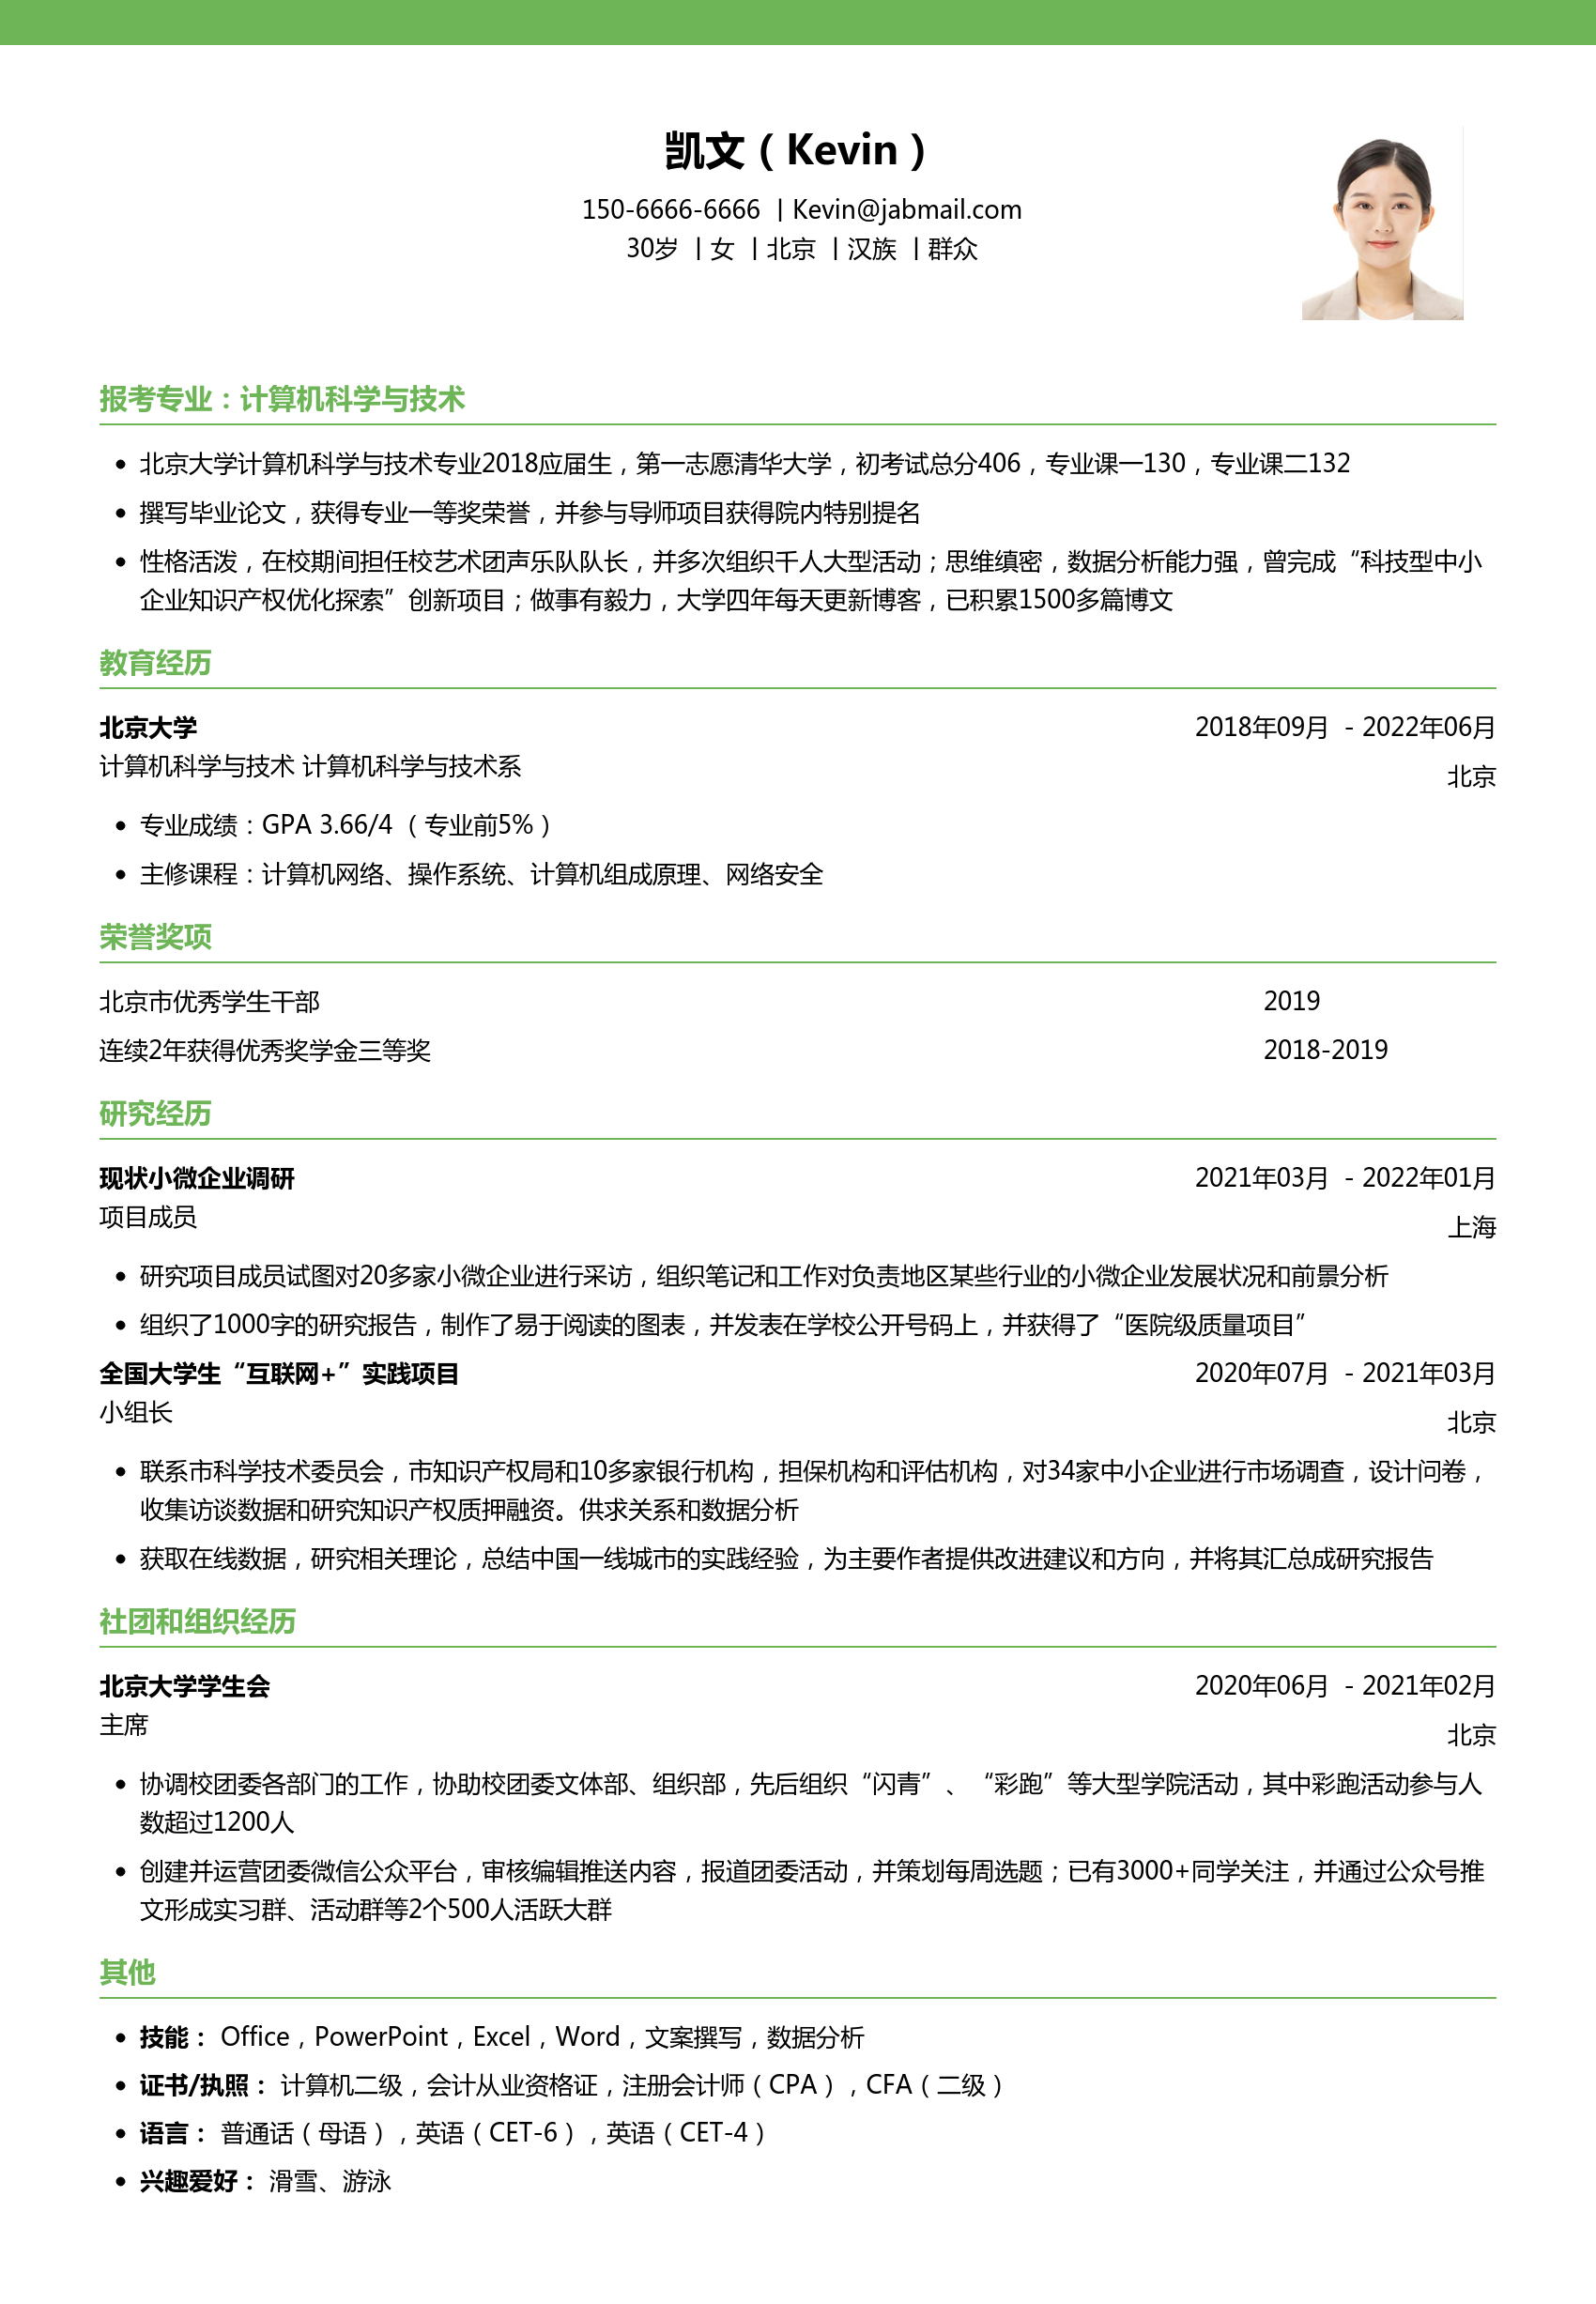 凯文（Kevin）
150-6666-6666 | Kevin@jabmail.com
30岁 | 女 | 北京 | 汉族 | 群众
报考专业：计算机科学与技术
• 北京大学计算机科学与技术专业2018应届生，第一志愿清华大学，初考试总分406，专业课一130，专业课二132
• 撰写毕业论文，获得专业一等奖荣誉，并参与导师项目获得院内特别提名
• 性格活泼，在校期间担任校艺术团声乐队队长，并多次组织千人大型活动；思维缜密，数据分析能力强，曾完成“科技型中小
企业知识产权优化探索”创新项目；做事有毅力，大学四年每天更新博客，已积累1500多篇博文
教育经历
北京大学 2018年09月 - 2022年06月
计算机科学与技术 计算机科学与技术系 北京
• 专业成绩：GPA 3.66/4 （专业前5%）
• 主修课程：计算机网络、操作系统、计算机组成原理、网络安全
荣誉奖项
北京市优秀学生干部 2019
连续2年获得优秀奖学金三等奖 2018-2019
研究经历
现状小微企业调研 2021年03月 - 2022年01月
项目成员 上海
• 研究项目成员试图对20多家小微企业进行采访，组织笔记和工作对负责地区某些行业的小微企业发展状况和前景分析
• 组织了1000字的研究报告，制作了易于阅读的图表，并发表在学校公开号码上，并获得了“医院级质量项目”
全国大学生“互联网+”实践项目 2020年07月 - 2021年03月
小组长 北京
• 联系市科学技术委员会，市知识产权局和10多家银行机构，担保机构和评估机构，对34家中小企业进行市场调查，设计问卷，
收集访谈数据和研究知识产权质押融资。供求关系和数据分析
• 获取在线数据，研究相关理论，总结中国一线城市的实践经验，为主要作者提供改进建议和方向，并将其汇总成研究报告
社团和组织经历
北京大学学生会 2020年06月 - 2021年02月
主席 北京
• 协调校团委各部门的工作，协助校团委文体部、组织部，先后组织“闪青”、“彩跑”等大型学院活动，其中彩跑活动参与人
数超过1200人
• 创建并运营团委微信公众平台，审核编辑推送内容，报道团委活动，并策划每周选题；已有3000+同学关注，并通过公众号推
文形成实习群、活动群等2个500人活跃大群
其他
• 技能： Office，PowerPoint，Excel，Word，文案撰写，数据分析
• 证书/执照： 计算机二级，会计从业资格证，注册会计师（CPA），CFA（二级）
• 语言： 普通话（母语），英语（CET-6），英语（CET-4）
• 兴趣爱好： 滑雪、游泳